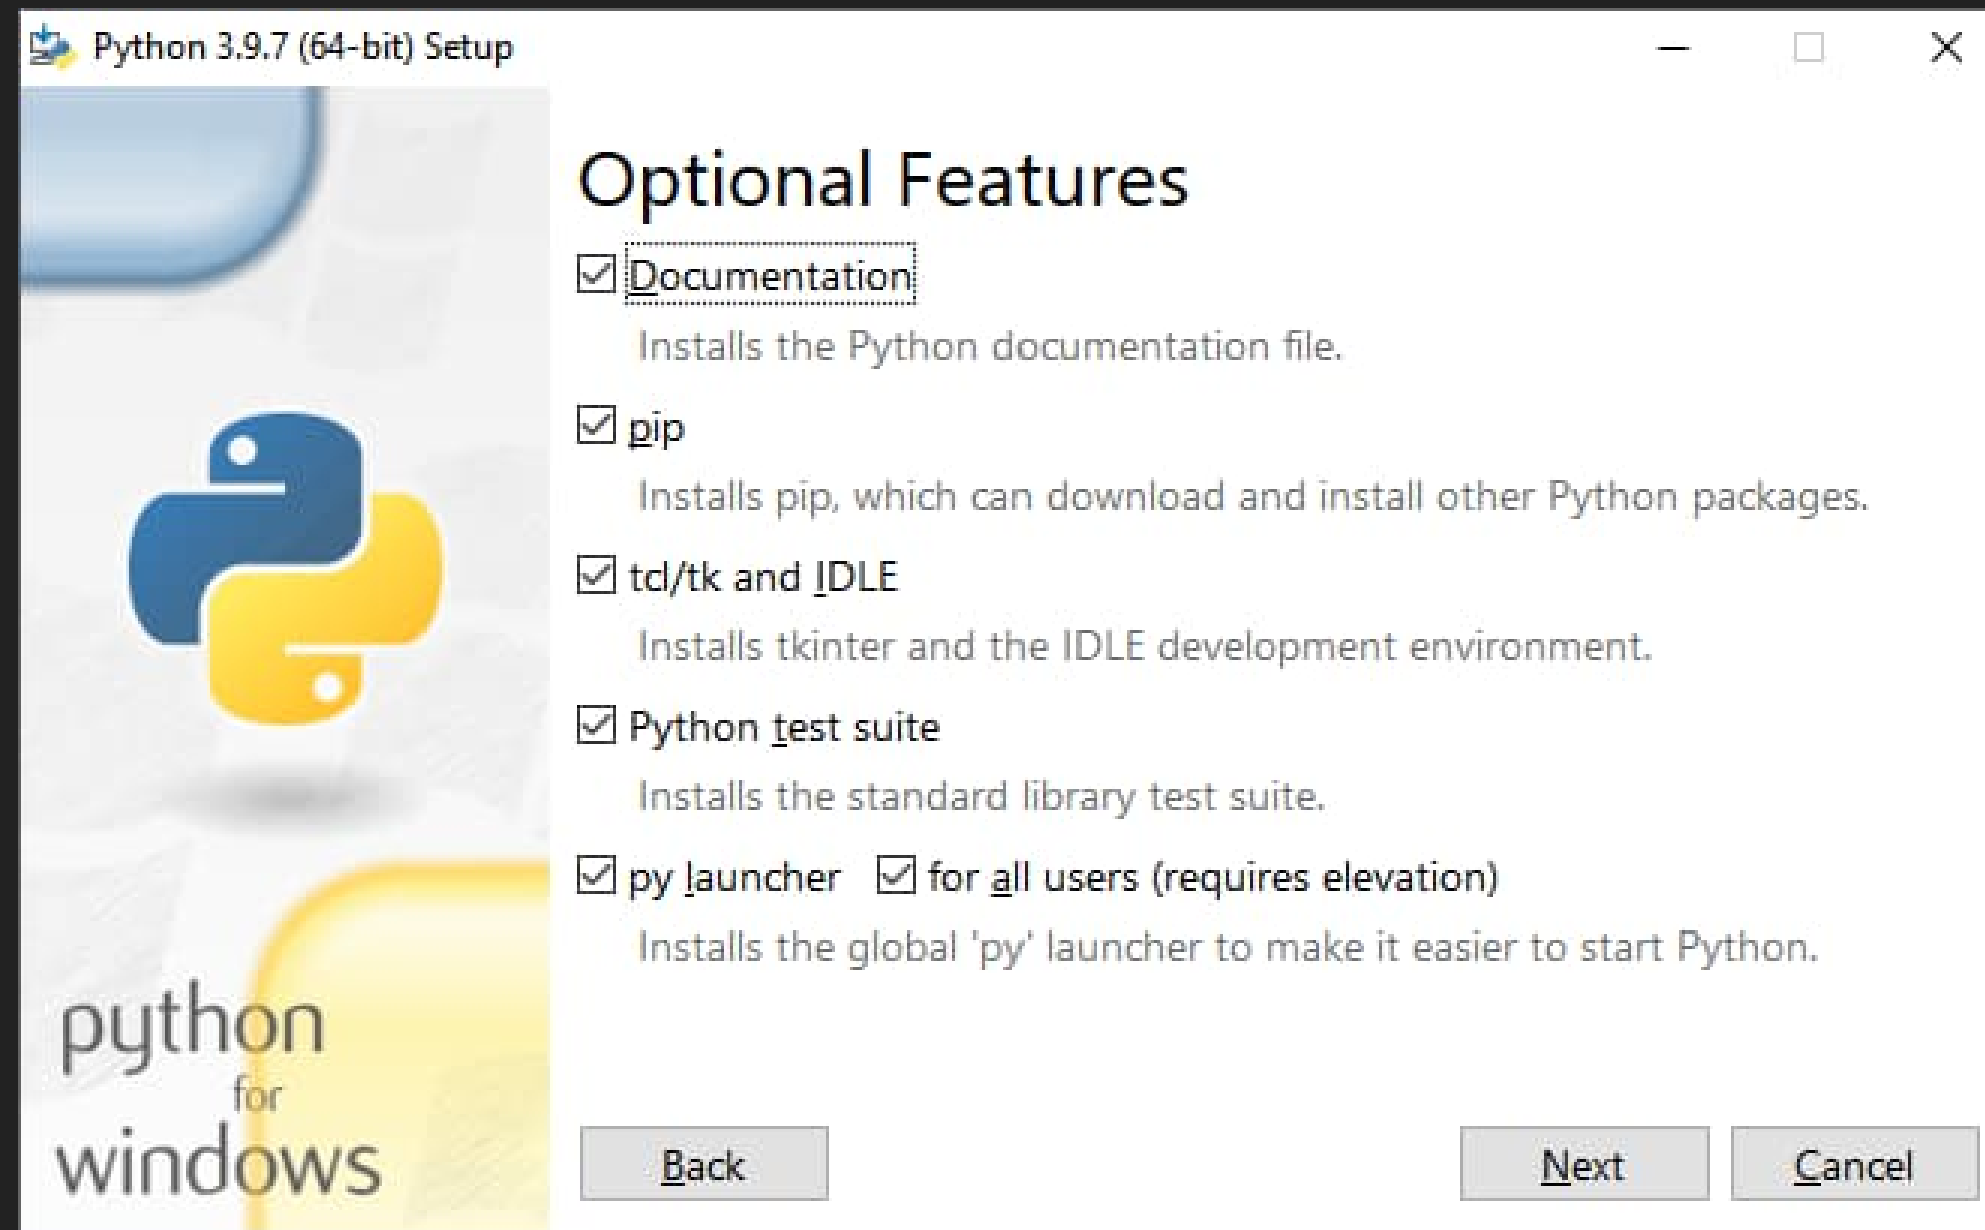 Python 3.9.7 (64-bit) Setup
Optional Features
Documentation
Installs the Python documentation file.
pip
Installs pip, which can download and install other Python packages.
tcl/tk and IDLE
Installs tkinter and the IDLE development environment.
Python test suite
Installs the standard library test suite.
py launcher for all users (requires elevation)
Installs the global 'py' launcher to make it easier to start Python.
python
for
windows
Back Next Cancel